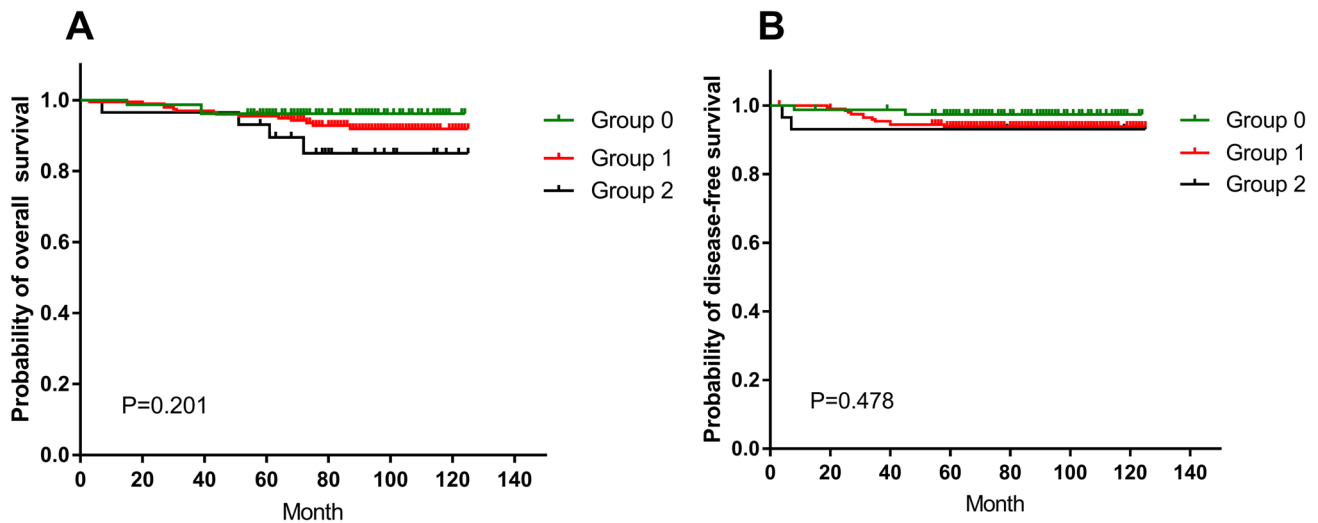 A
Probability of overall survival
1.0
0.8
0.6
0.4
0.2
0.0
0 20 40 60 80 100 120 140
Month
P=0.201
Group 0
Group 1
Group 2
B
Probability of disease-free survival
1.0
0.8
0.6
0.4
0.2
0.0
0 20 40 60 80 100 120 140
Month
P=0.478
Group 0
Group 1
Group 2